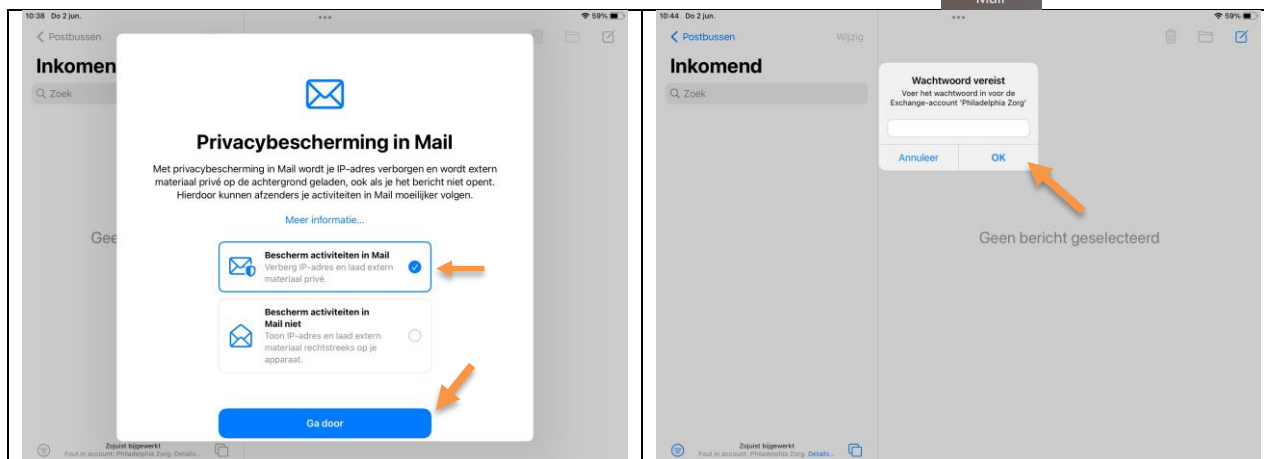 Mail
10:38 Do 2 jun.
59%
Postbussen
Inkomen
Zoek
Privacybescherming in Mail
Met privacybescherming in Mail wordt je IP-adres verborgen en wordt extern
materiaal privé op de achtergrond geladen, ook als je het bericht niet opent.
Hierdoor kunnen afzenders je activiteiten in Mail moeilijker volgen.
Meer informatie...
Gee
Bescherm activiteiten in Mail
Verberg IP-adres en laad extern
materiaal privé.
Bescherm activiteiten in
Mail niet
Toon IP-adres en laad extern
materiaal rechtstreeks op je
apparaat.
Ga door
Zojuist bijgewerkt
Fout in account: Philadelphia Zorg. Details...
10:44 Do 2 jun.
59%
Postbussen
Wijzig
Inkomend
Zoek
Wachtwoord vereist
Voer het wachtwoord in voor de
Exchange-account 'Philadelphia Zorg'
Annuleer
OK
Geen bericht geselecteerd
Zojuist bijgewerkt
Fout in account: Philadelphia Zorg. Details...